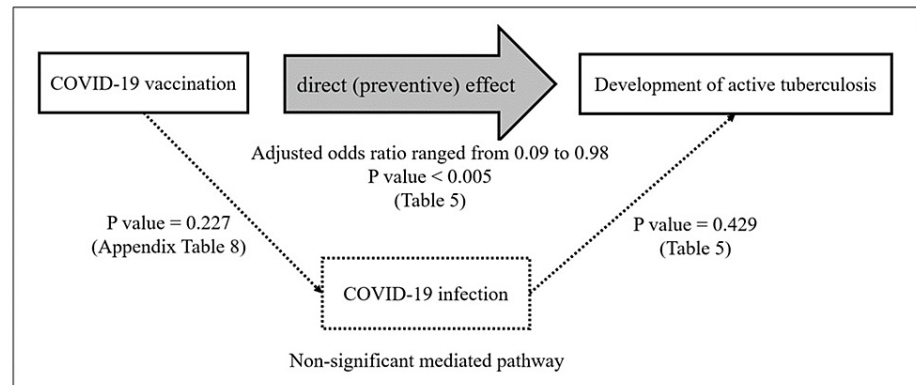 COVID-19 vaccination
direct (preventive) effect
Development of active tuberculosis
Adjusted odds ratio ranged from 0.09 to 0.98
P value < 0.005
(Table 5)
P value = 0.227
(Appendix Table 8)
P value = 0.429
(Table 5)
COVID-19 infection
Non-significant mediated pathway